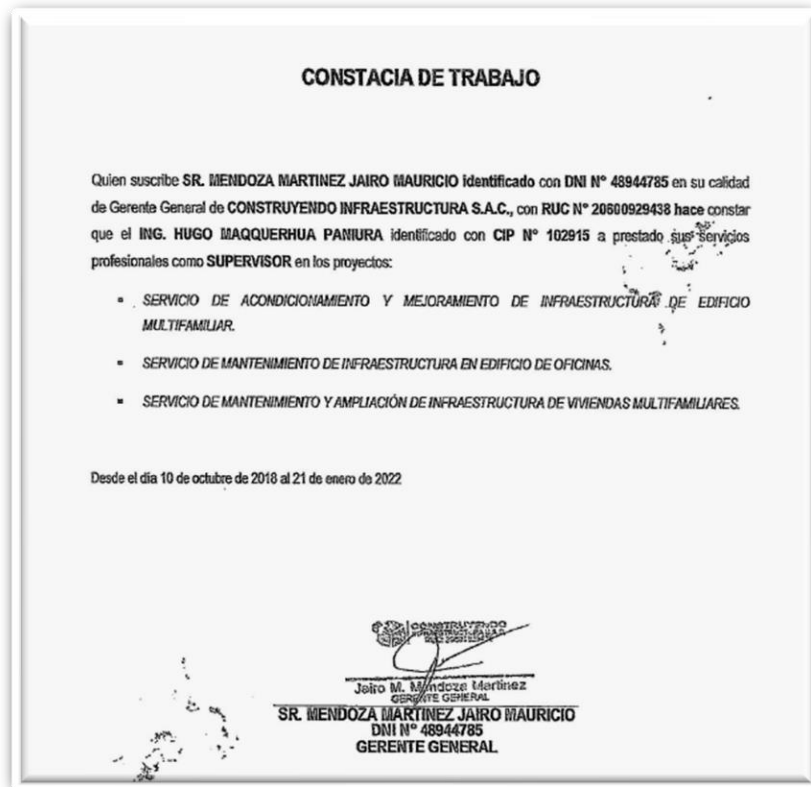 CONSTACIA DE TRABAJO
Quien suscribe SR. MENDOZA MARTINEZ JAIRO MAURICIO identificado con DNI N° 48944785 en su calidad
de Gerente General de CONSTRUYENDO INFRAESTRUCTURA S.A.C., con RUC N° 20600929438 hace constar
que el ING. HUGO MAQQUERHUA PANIURA identificado con CIP N° 102915 a prestado sus servicios
profesionales como SUPERVISOR en los proyectos:
▪ SERVICIO DE ACONDICIONAMIENTO Y MEJORAMIENTO DE INFRAESTRUCTURA DE EDIFICIO
MULTIFAMILIAR.
▪ SERVICIO DE MANTENIMIENTO DE INFRAESTRUCTURA EN EDIFICIO DE OFICINAS.
▪ SERVICIO DE MANTENIMIENTO Y AMPLIACIÓN DE INFRAESTRUCTURA DE VIVIENDAS MULTIFAMILIARES.
Desde el día 10 de octubre de 2018 al 21 de enero de 2022
CONSTRUYENDO
Jairo M. Mendoza Martinez
GERENTE GENERAL
SR. MENDOZA MARTINEZ JAIRO MAURICIO
DNI N° 48944785
GERENTE GENERAL